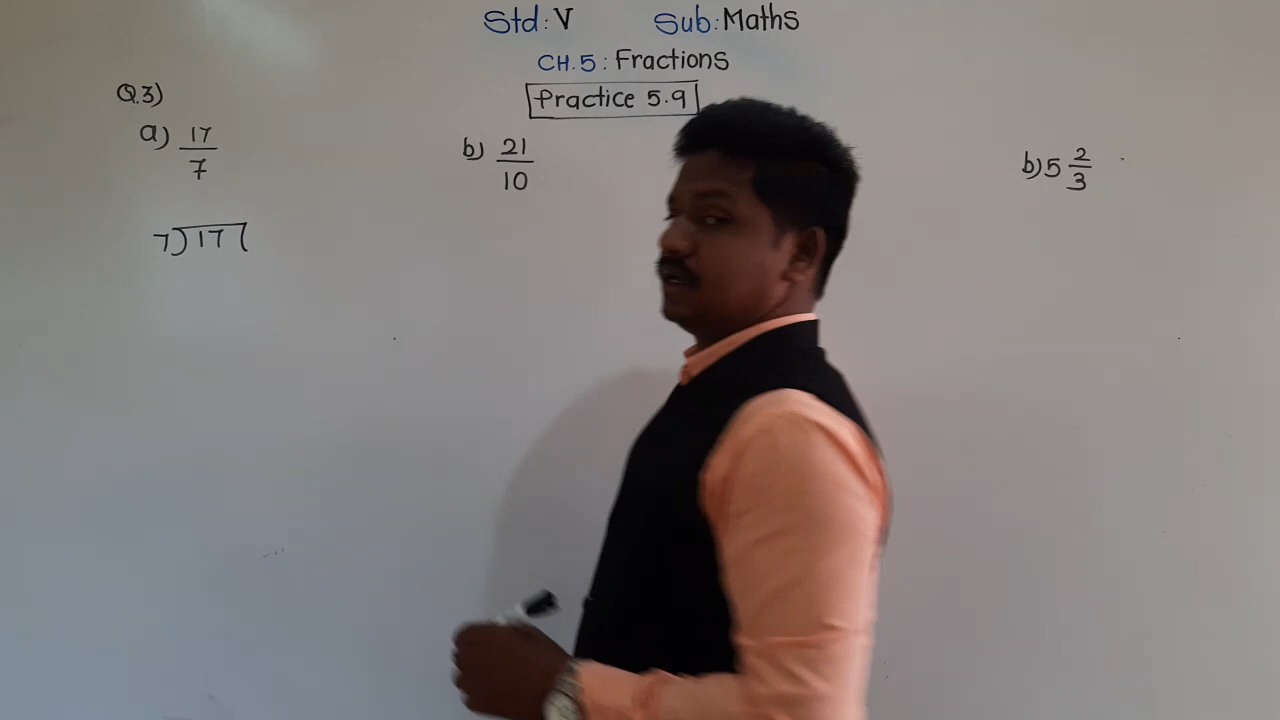 Std: V Sub: Maths
CH.5: Fractions
Practice 5.9
Q.3)
a) 17/7
7)17(
b) 21/10
b) 5 2/3